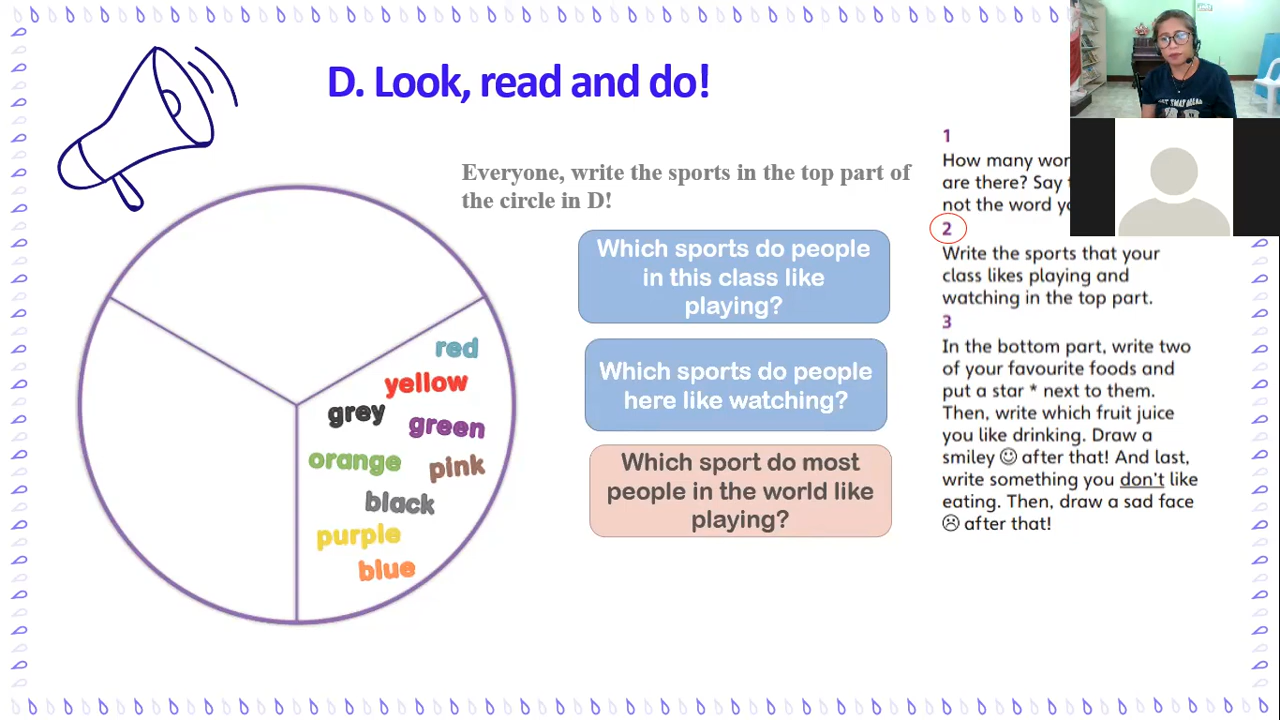 D. Look, read and do!
Everyone, write the sports in the top part of
the circle in D!
red
yellow
grey
green
orange
pink
black
purple
blue
Which sports do people
in this class like
playing?
Which sports do people
here like watching?
Which sport do most
people in the world like
playing?
1
How many
are there? Say
not the word
2
Write the sports that your
class likes playing and
watching in the top part.
3
In the bottom part, write two
of your favourite foods and
put a star * next to them.
Then, write which fruit juice
you like drinking. Draw a
smiley ☺ after that! And last,
write something you don't like
eating. Then, draw a sad face
☹ after that!